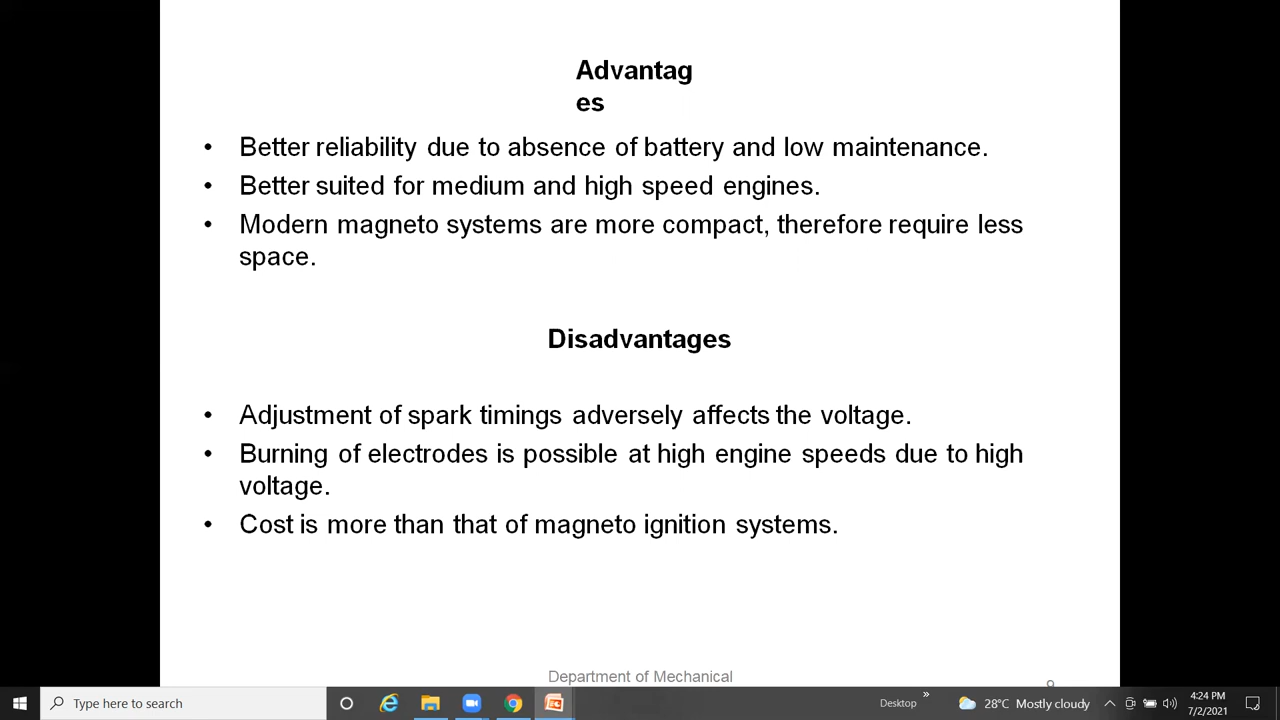 Advantag
es
• Better reliability due to absence of battery and low maintenance.
• Better suited for medium and high speed engines.
• Modern magneto systems are more compact, therefore require less
space.
Disadvantages
• Adjustment of spark timings adversely affects the voltage.
• Burning of electrodes is possible at high engine speeds due to high
voltage.
• Cost is more than that of magneto ignition systems.
Department of Mechanical
Type here to search
Desktop
28°C Mostly cloudy
4:24 PM
7/2/2021